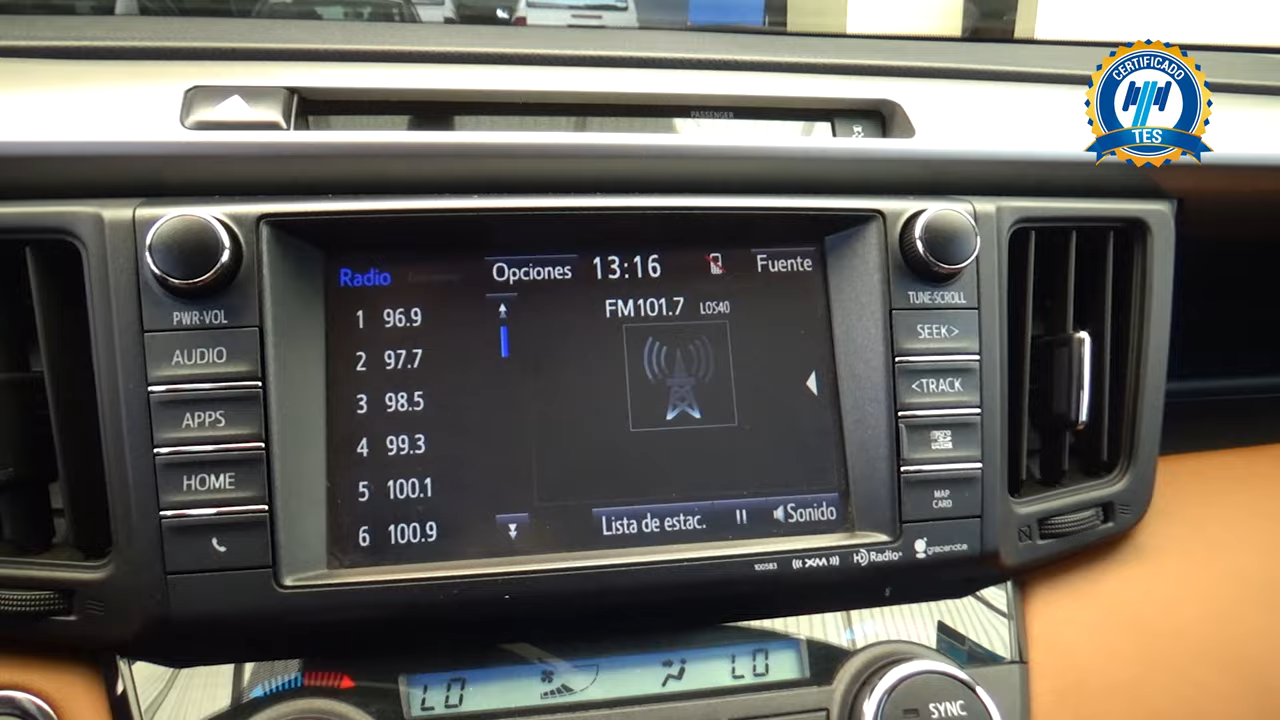 CERTIFICADO
TES
PASSENGER
PWR·VOL
AUDIO
APPS
HOME
Radio
Opciones
13:16
Fuente
FM101.7 LOS40
1 96.9
2 97.7
3 98.5
4 99.3
5 100.1
6 100.9
Lista de estac.
Sonido
TUNE·SCROLL
SEEK>
<TRACK
MAP
CARD
100583
((( XM )))
HD Radio
gracenote
LO
LO
SYNC